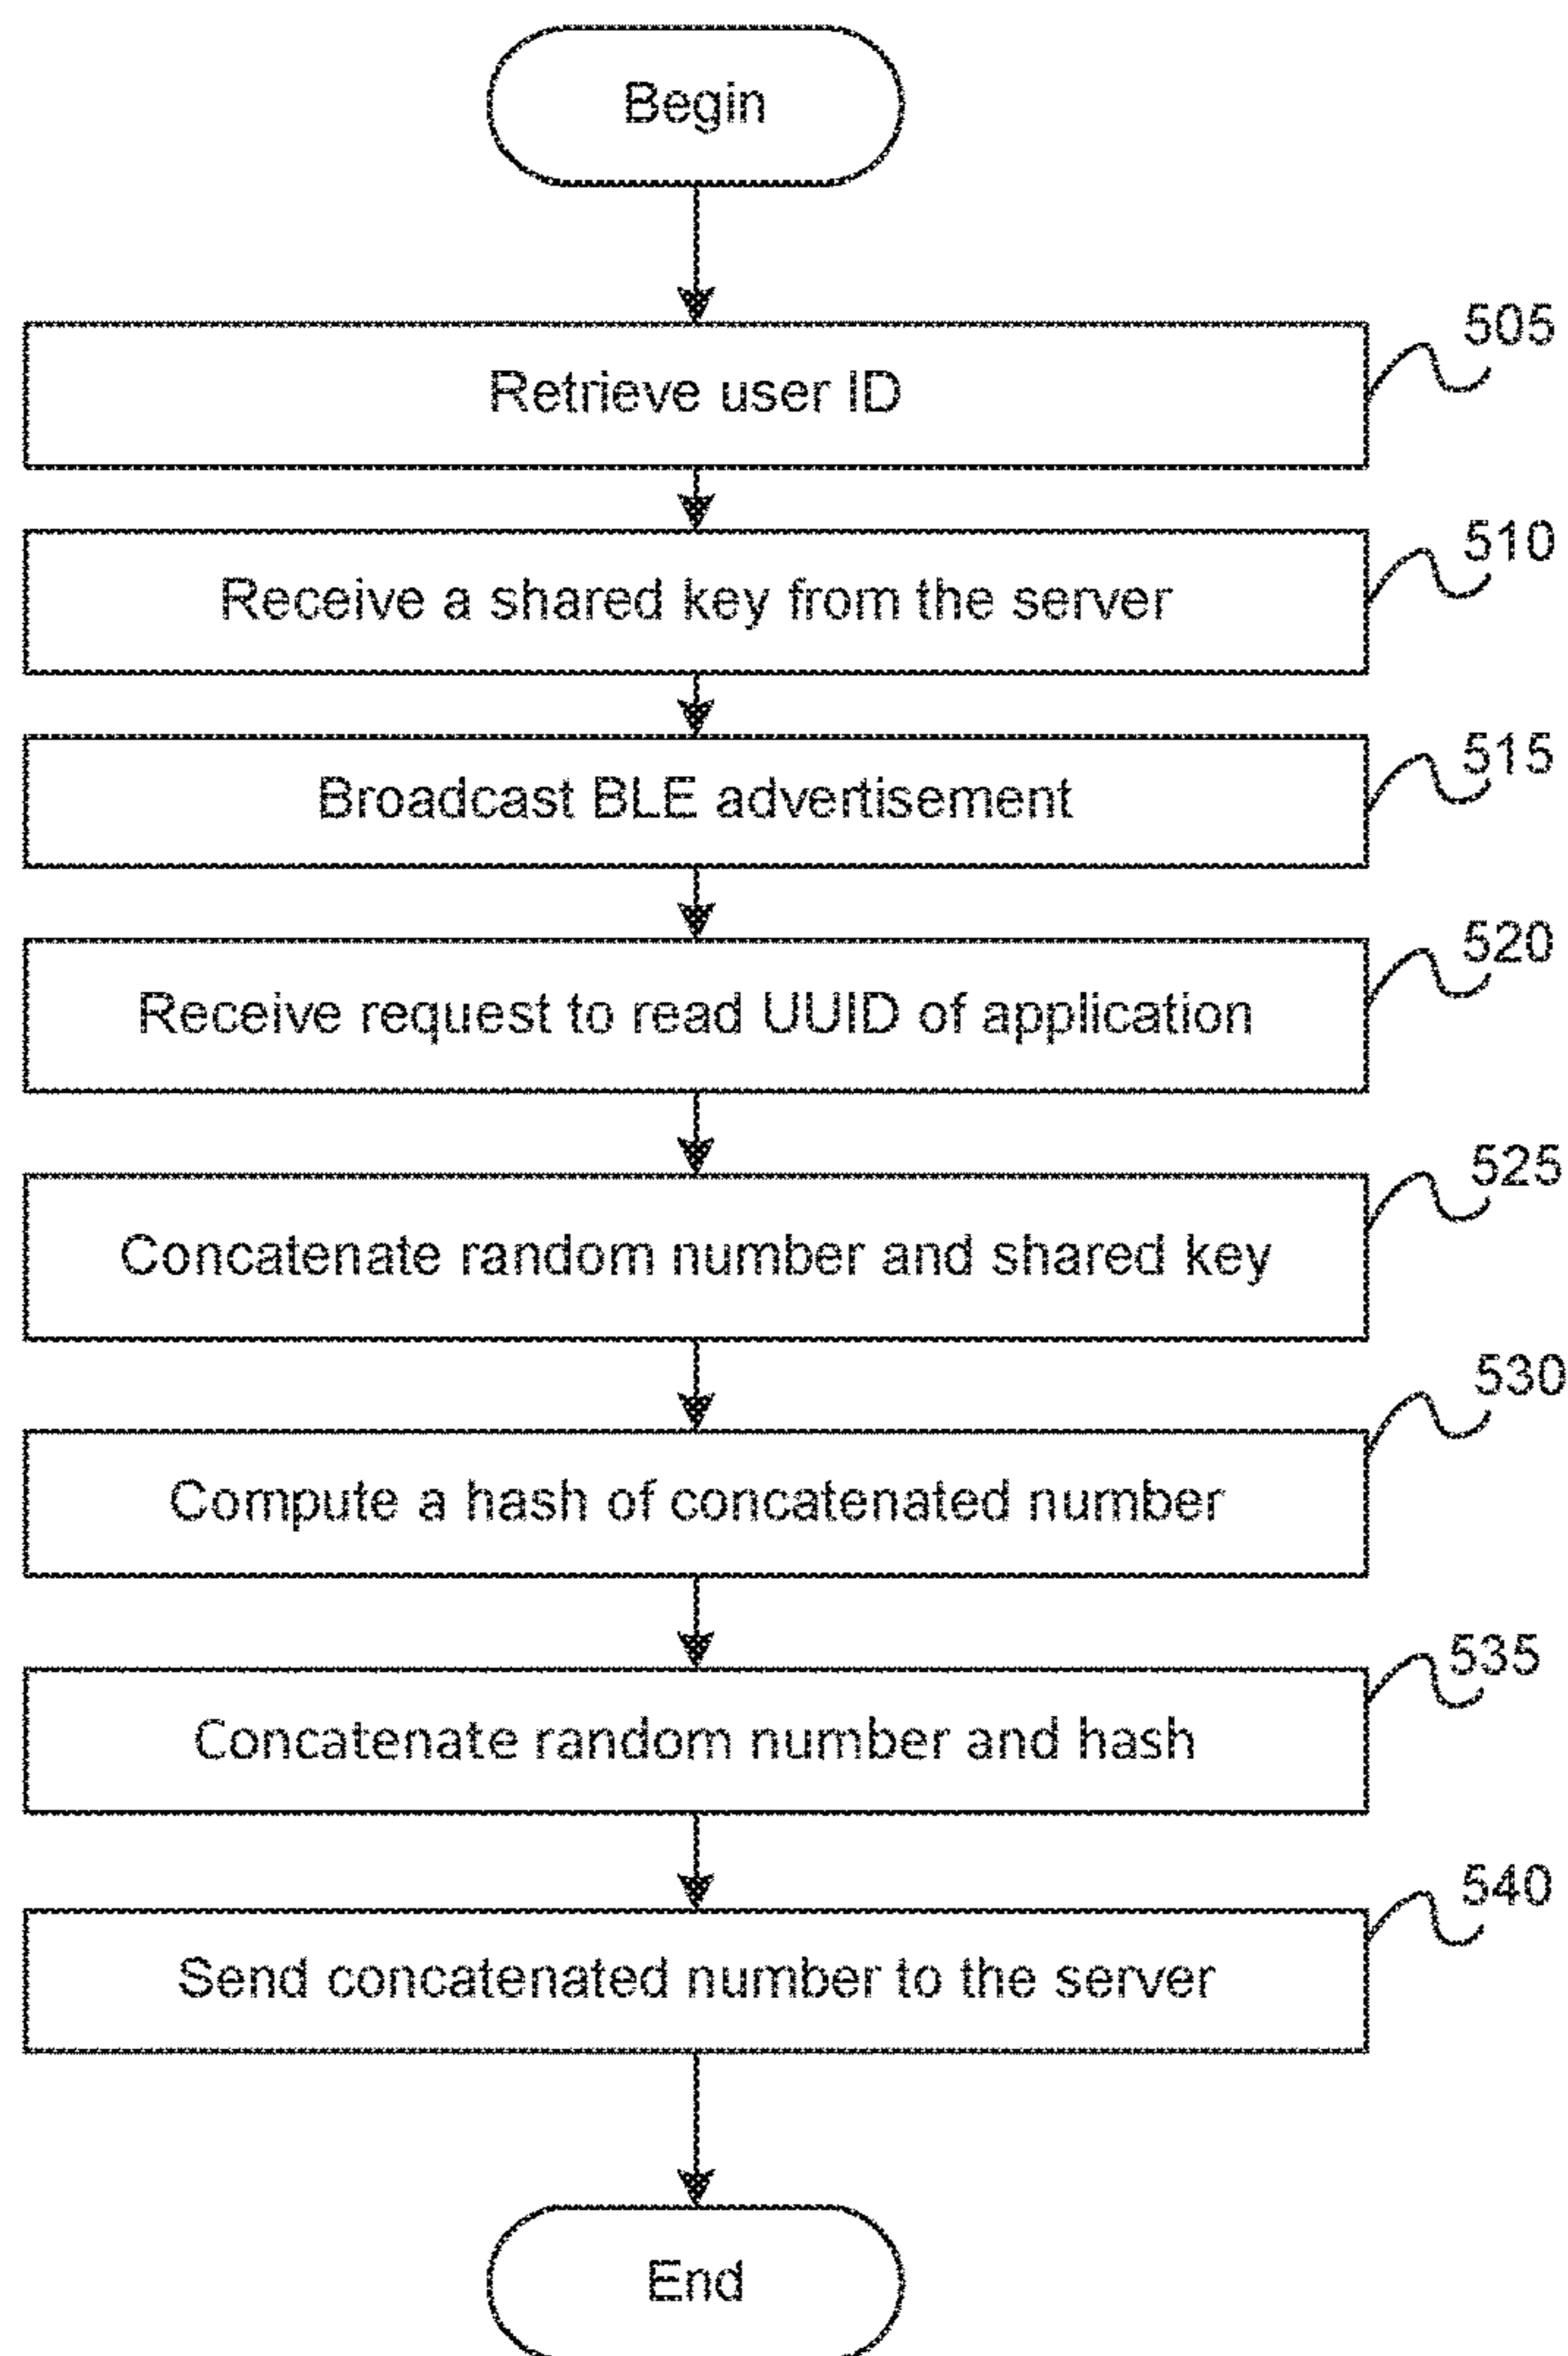 Begin
505
Retrieve user ID
510
Receive a shared key from the server
515
Broadcast BLE advertisement
520
Receive request to read UUID of application
525
Concatenate random number and shared key
530
Compute a hash of concatenated number
535
Concatenate random number and hash
540
Send concatenated number to the server
End